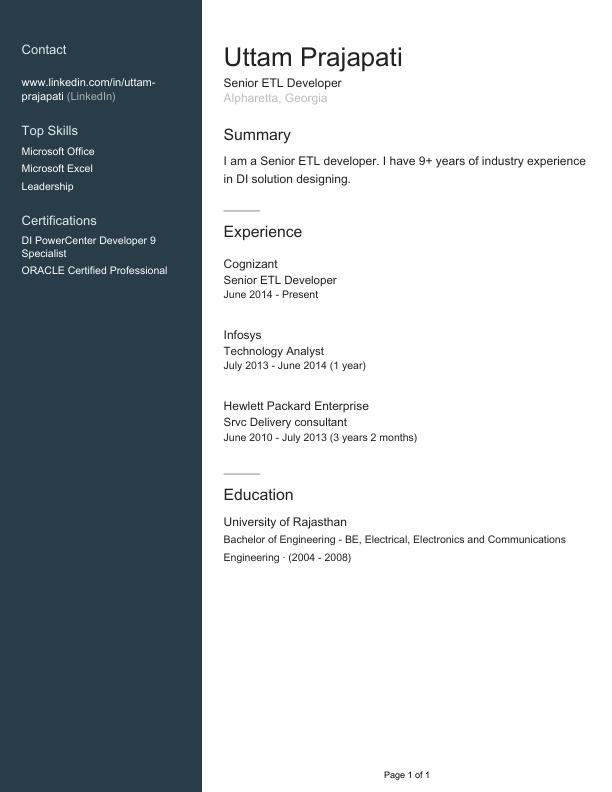 Contact
www.linkedin.com/in/uttam-
prajapati (LinkedIn)
Top Skills
Microsoft Office
Microsoft Excel
Leadership
Certifications
DI PowerCenter Developer 9
Specialist
ORACLE Certified Professional
Uttam Prajapati
Senior ETL Developer
Alpharetta, Georgia
Summary
I am a Senior ETL developer. I have 9+ years of industry experience
in DI solution designing.
Experience
Cognizant
Senior ETL Developer
June 2014 - Present
Infosys
Technology Analyst
July 2013 - June 2014 (1 year)
Hewlett Packard Enterprise
Srvc Delivery consultant
June 2010 - July 2013 (3 years 2 months)
Education
University of Rajasthan
Bachelor of Engineering - BE, Electrical, Electronics and Communications
Engineering · (2004 - 2008)
Page 1 of 1